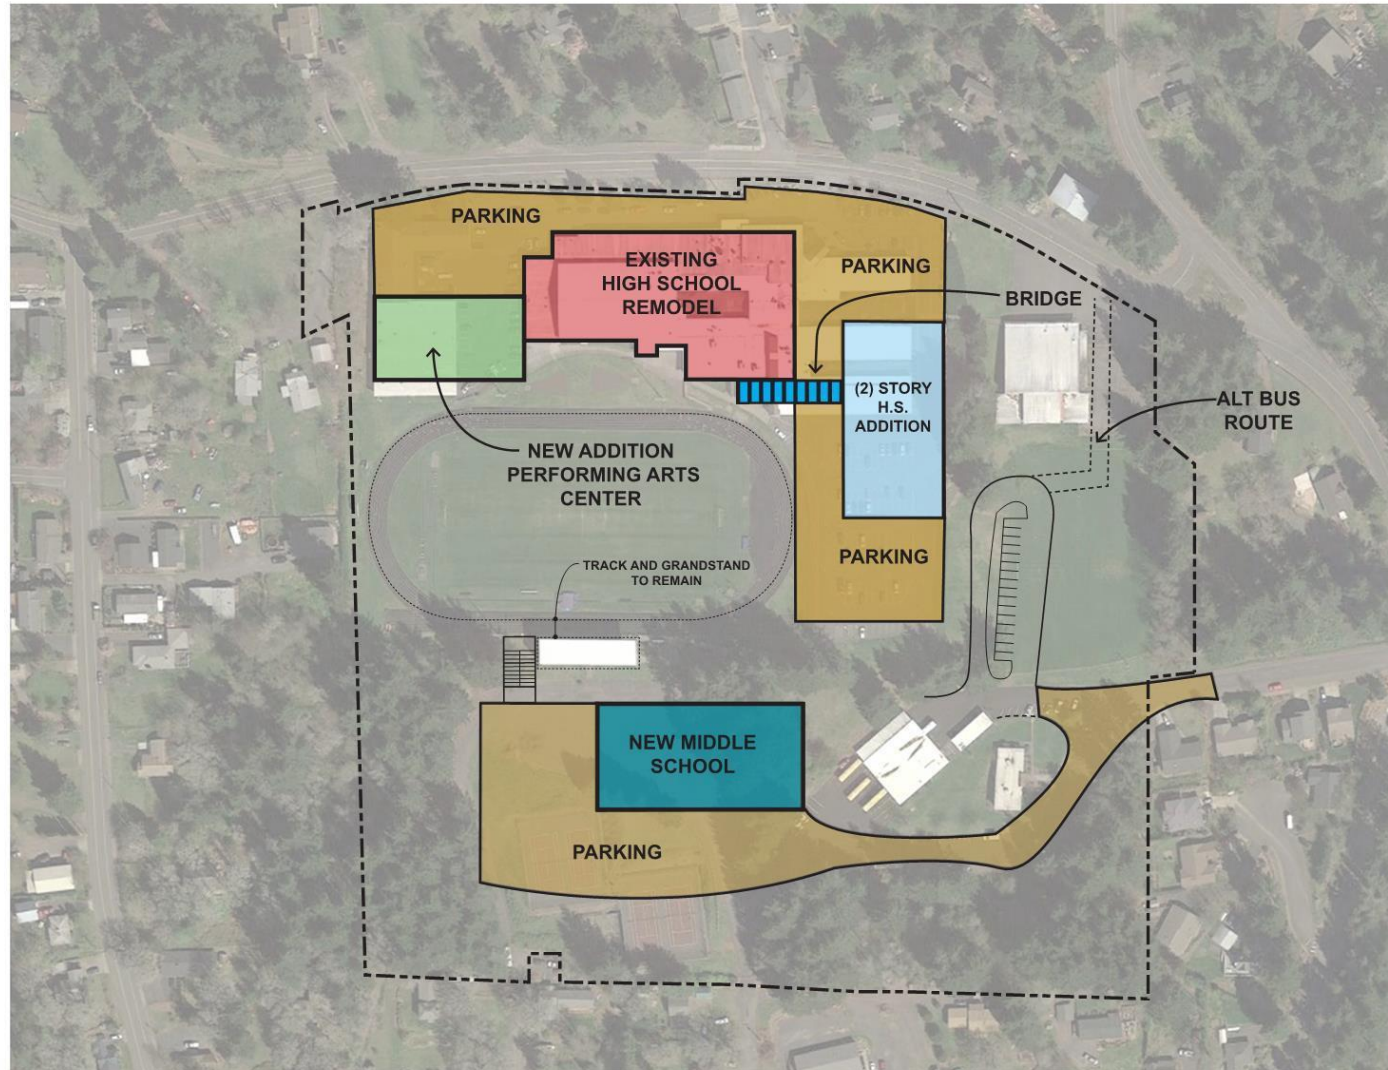 PARKING
EXISTING
HIGH SCHOOL
REMODEL
PARKING
BRIDGE
(2) STORY
H.S.
ADDITION
ALT BUS
ROUTE
NEW ADDITION
PERFORMING ARTS
CENTER
PARKING
TRACK AND GRANDSTAND
TO REMAIN
NEW MIDDLE
SCHOOL
PARKING